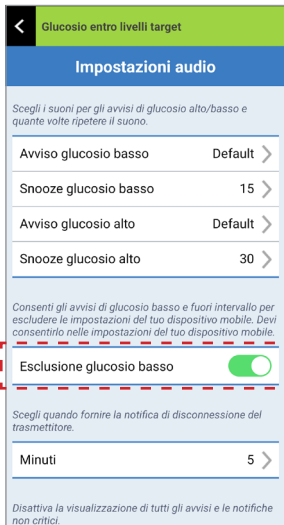 Glucosio entro livelli target
Impostazioni audio
Scegli i suoni per gli avvisi di glucosio alto/basso e
quante volte ripetere il suono.
Avviso glucosio basso Default
Snooze glucosio basso 15
Avviso glucosio alto Default
Snooze glucosio alto 30
Consenti gli avvisi di glucosio basso e fuori intervallo per
escludere le impostazioni del tuo dispositivo mobile. Devi
consentirlo nelle impostazioni del tuo dispositivo mobile.
Esclusione glucosio basso
Scegli quando fornire la notifica di disconnessione del
trasmettitore.
Minuti 5
Disattiva la visualizzazione di tutti gli avvisi e le notifiche
non critici.